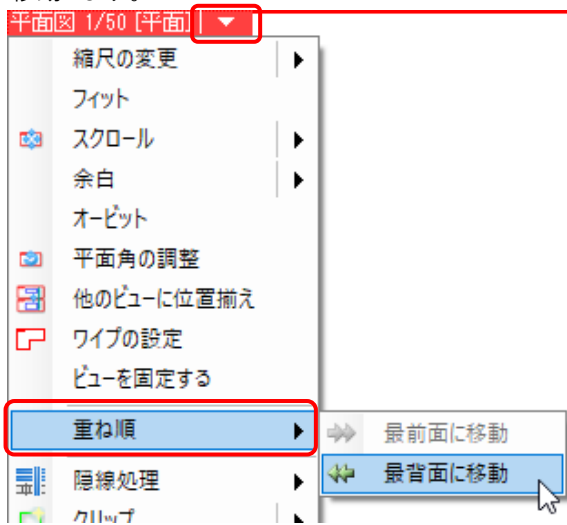 平面図 1/50 [平面]
縮尺の変更
フィット
スクロール
余白
オービット
平面角の調整
他のビューに位置揃え
ワイプの設定
ビューを固定する
重ね順
最前面に移動
最背面に移動
隠線処理
クリップ